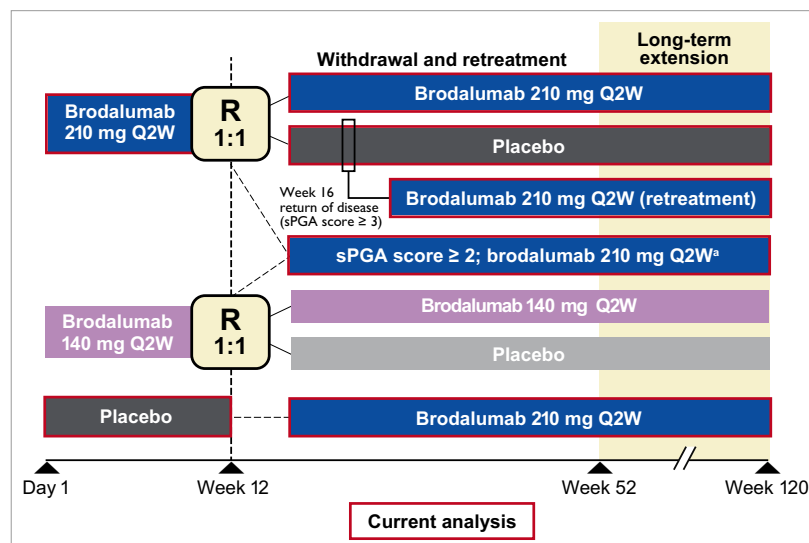 Withdrawal and retreatment
Long-term
extension
Brodalumab
210 mg Q2W
R
1:1
Brodalumab 210 mg Q2W
Placebo
Week 16
return of disease
(sPGA score ≥ 3)
Brodalumab 210 mg Q2W (retreatment)
sPGA score ≥ 2; brodalumab 210 mg Q2Wª
Brodalumab
140 mg Q2W
R
1:1
Brodalumab 140 mg Q2W
Placebo
Placebo
Brodalumab 210 mg Q2W
Day 1
Week 12
Week 52
Week 120
Current analysis